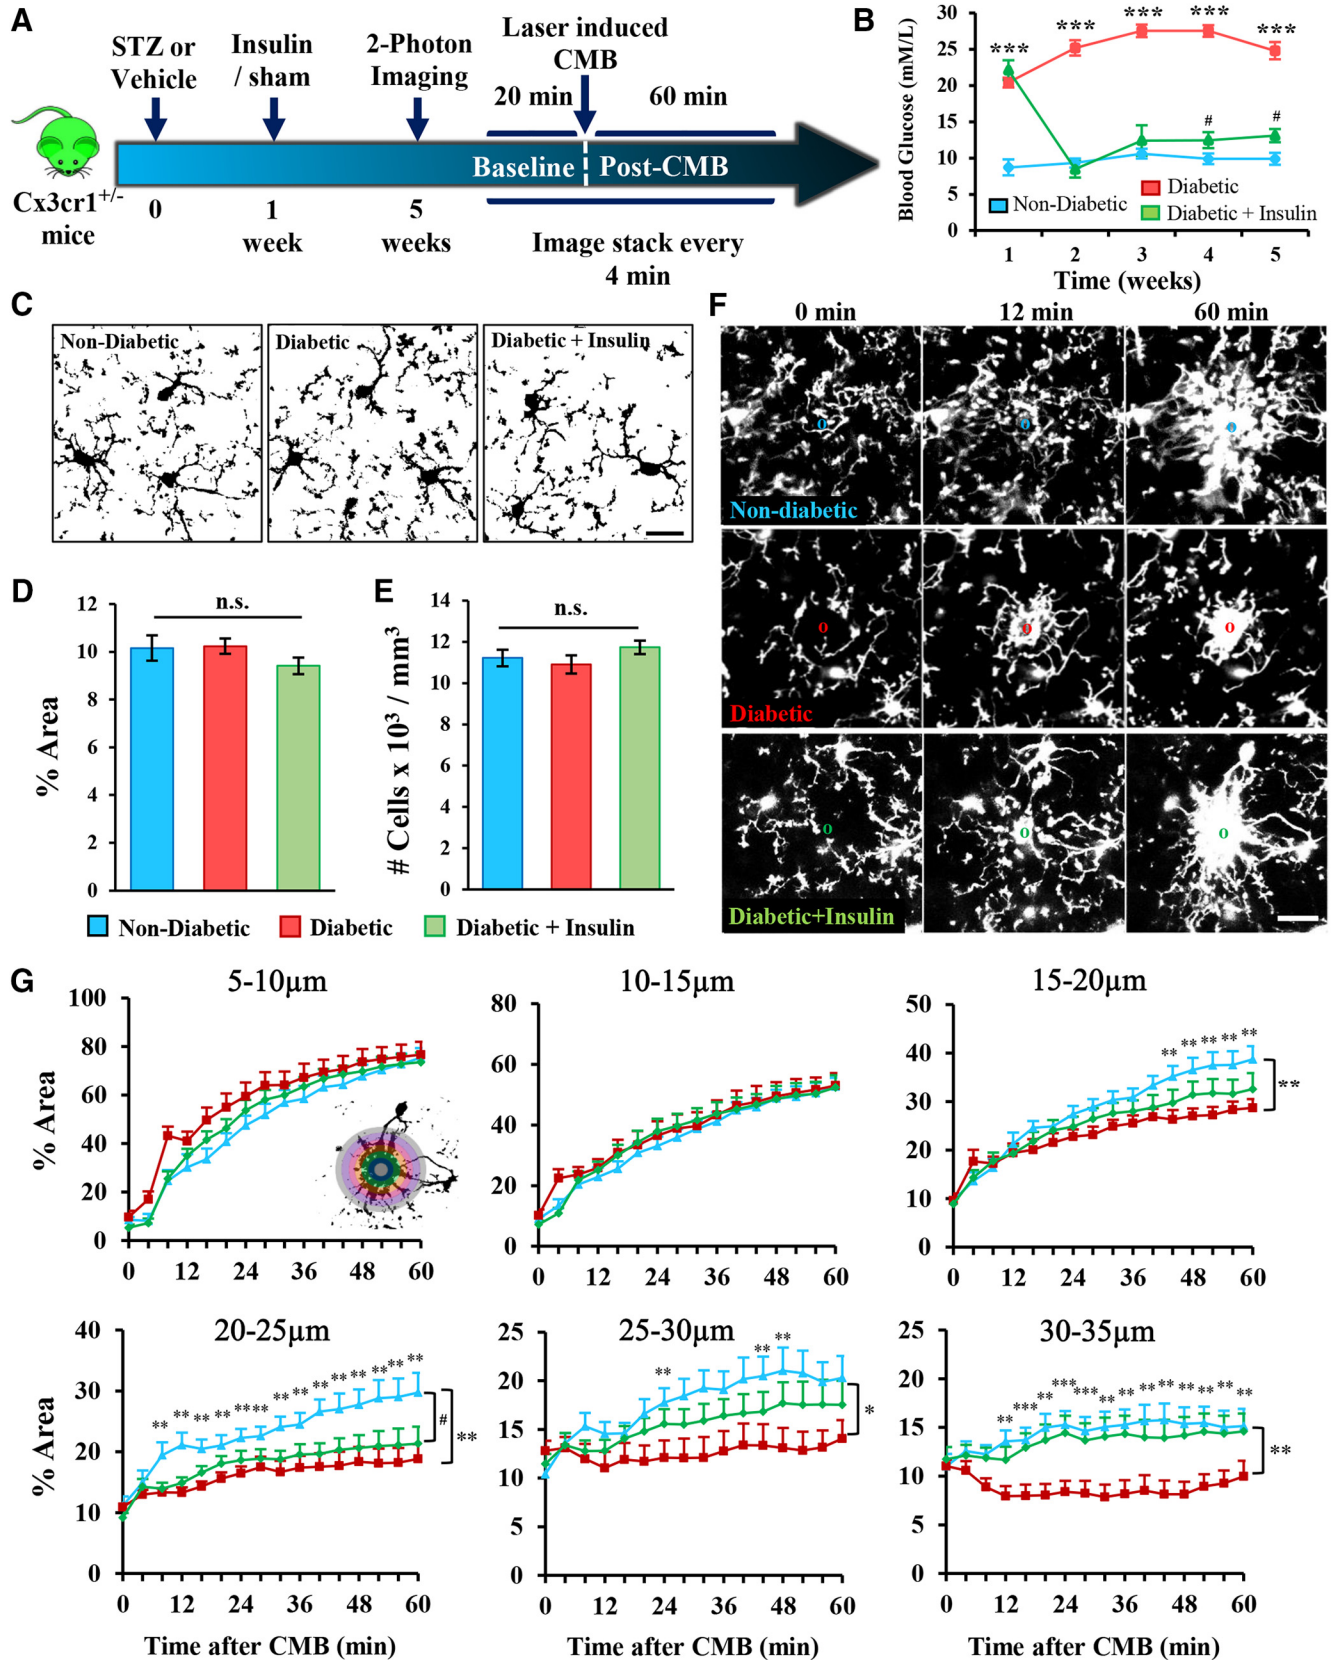 A
STZ or
Vehicle
Insulin
/ sham
2-Photon
Imaging
Laser induced
CMB
20 min
60 min
Baseline
Post-CMB
Cx3cr1+/-
mice
0
1
week
5
weeks
Image stack every
4 min
B
Blood Glucose (mM/L)
30
25
20
15
10
5
0
***
***
***
***
***
#
#
Non-Diabetic
Diabetic
Diabetic + Insulin
1
2
3
4
5
Time (weeks)
C
Non-Diabetic
Diabetic
Diabetic + Insulin
D
% Area
12
10
8
6
4
2
0
n.s.
E
# Cells x 10³ / mm³
14
12
10
8
6
4
2
0
n.s.
Non-Diabetic
Diabetic
Diabetic + Insulin
F
0 min
12 min
60 min
o
o
o
Non-diabetic
o
o
o
Diabetic
o
o
o
Diabetic+Insulin
G
5-10µm
% Area
100
80
60
40
20
0
0 12 24 36 48 60
10-15µm
80
60
40
20
0
0 12 24 36 48 60
15-20µm
50
40
30
20
10
0
** ** ** ** **
**
0 12 24 36 48 60
20-25µm
% Area
40
30
20
10
0
** ** ** ** ** ** ** ** ** ** ** ** ** **
#
**
0 12 24 36 48 60
Time after CMB (min)
25-30µm
25
20
15
10
5
0
** ** **
*
0 12 24 36 48 60
Time after CMB (min)
30-35µm
25
20
15
10
5
0
** *** ** *** *** ** ** ** ** ** ** ** **
**
0 12 24 36 48 60
Time after CMB (min)